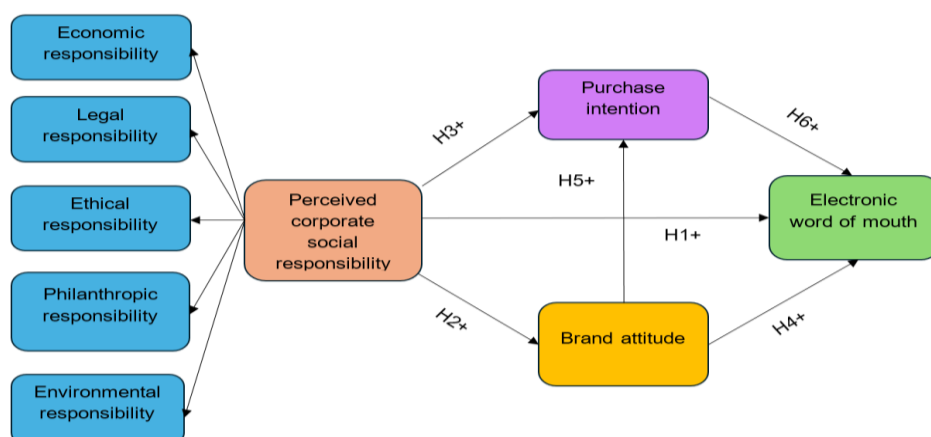 Economic
responsibility
Legal
responsibility
Ethical
responsibility
Philanthropic
responsibility
Environmental
responsibility
Perceived
corporate
social
responsibility
H3+
H2+
Purchase
intention
H5+
H1+
Brand attitude
H6+
H4+
Electronic
word of mouth